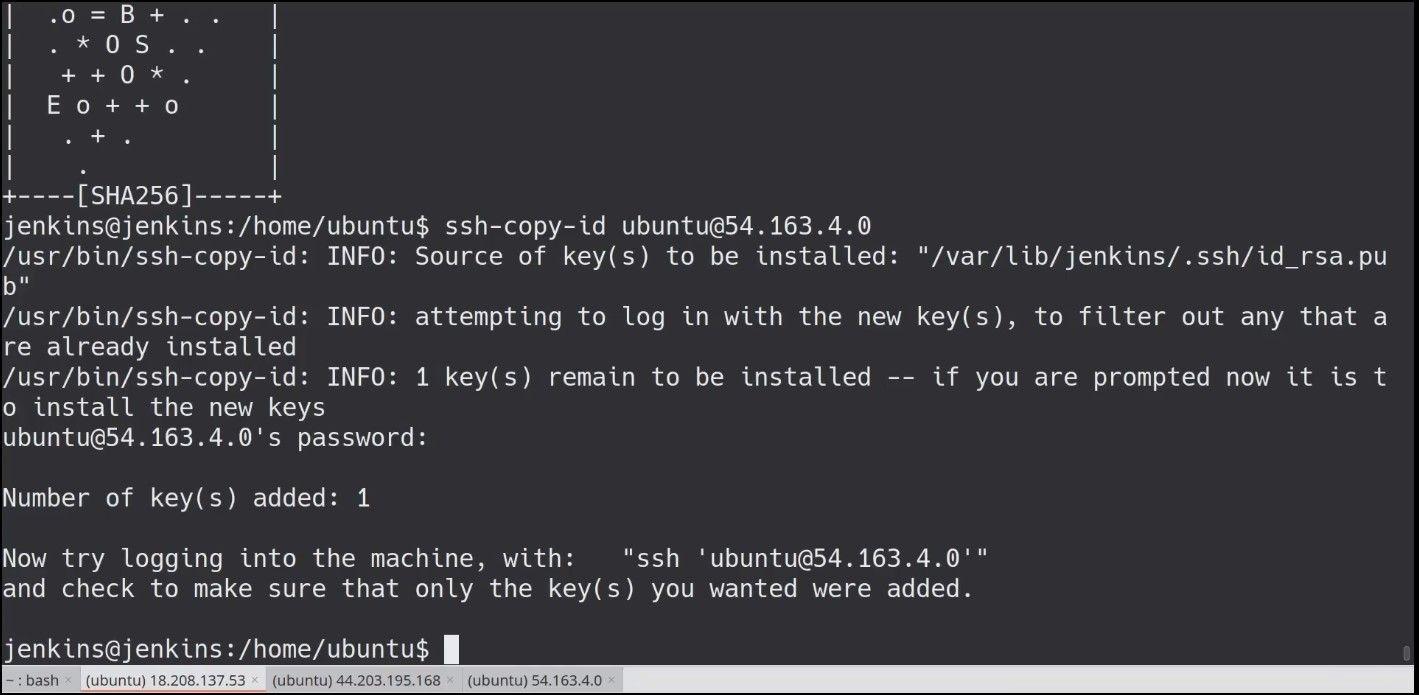 |   .o = B + . .   |
|   . * O S . .    |
|    + + O * .     |
|   E o + + o      |
|    . + .         |
|     .            |
+----[SHA256]-----+
jenkins@jenkins:/home/ubuntu$ ssh-copy-id ubuntu@54.163.4.0
/usr/bin/ssh-copy-id: INFO: Source of key(s) to be installed: "/var/lib/jenkins/.ssh/id_rsa.pu
b"
/usr/bin/ssh-copy-id: INFO: attempting to log in with the new key(s), to filter out any that a
re already installed
/usr/bin/ssh-copy-id: INFO: 1 key(s) remain to be installed -- if you are prompted now it is t
o install the new keys
ubuntu@54.163.4.0's password:
Number of key(s) added: 1
Now try logging into the machine, with:   "ssh 'ubuntu@54.163.4.0'"
and check to make sure that only the key(s) you wanted were added.
jenkins@jenkins:/home/ubuntu$
~ : bash × (ubuntu) 18.208.137.53 × (ubuntu) 44.203.195.168 × (ubuntu) 54.163.4.0 ×